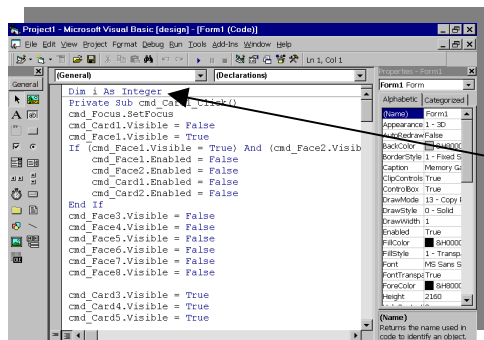 Project1 - Microsoft Visual Basic [design] - [Form1 (Code)]
File Edit View Project Format Debug Run Tools Add-Ins Window Help
Ln 1, Col 1
General
(General) (Declarations)
Dim i As Integer
Private Sub cmd_Card1_Click()
cmd_Focus.SetFocus
cmd_Card1.Visible = False
cmd_Face1.Visible = True
If (cmd_Face1.Visible = True) And (cmd_Face2.Visib
cmd_Face1.Enabled = False
cmd_Face2.Enabled = False
cmd_Card1.Enabled = False
cmd_Card2.Enabled = False
End If
cmd_Face3.Visible = False
cmd_Face4.Visible = False
cmd_Face5.Visible = False
cmd_Face6.Visible = False
cmd_Face7.Visible = False
cmd_Face8.Visible = False
cmd_Card3.Visible = True
cmd_Card4.Visible = True
cmd_Card5.Visible = True
Properties - Form1
Form1 Form
Alphabetic Categorized
(Name) Form1
Appearance 1 - 3D
AutoRedraw False
BackColor &H8000
BorderStyle 1 - Fixed S
Caption Memory Ga
ClipControls True
ControlBox True
DrawMode 13 - Copy P
DrawStyle 0 - Solid
DrawWidth 1
Enabled True
FillColor &H0000
FillStyle 1 - Transp
Font MS Sans S
FontTranspa True
ForeColor &H8000
Height 2160
(Name)
Returns the name used in
code to identify an object.